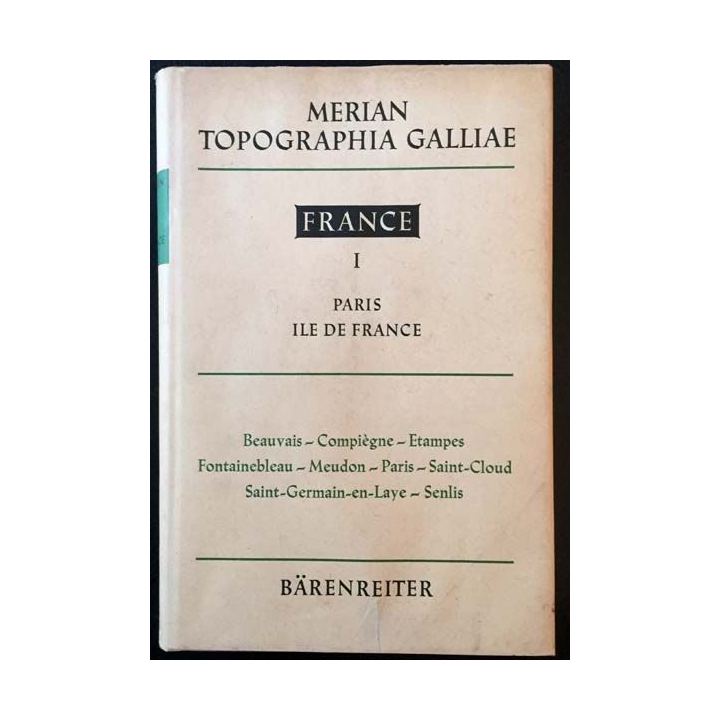 MERIAN
TOPOGRAPHIA GALLIAE
FRANCE
I
PARIS
ILE DE FRANCE
Beauvais – Compiègne – Etampes
Fontainebleau – Meudon – Paris – Saint-Cloud
Saint-Germain-en-Laye – Senlis
BÄRENREITER